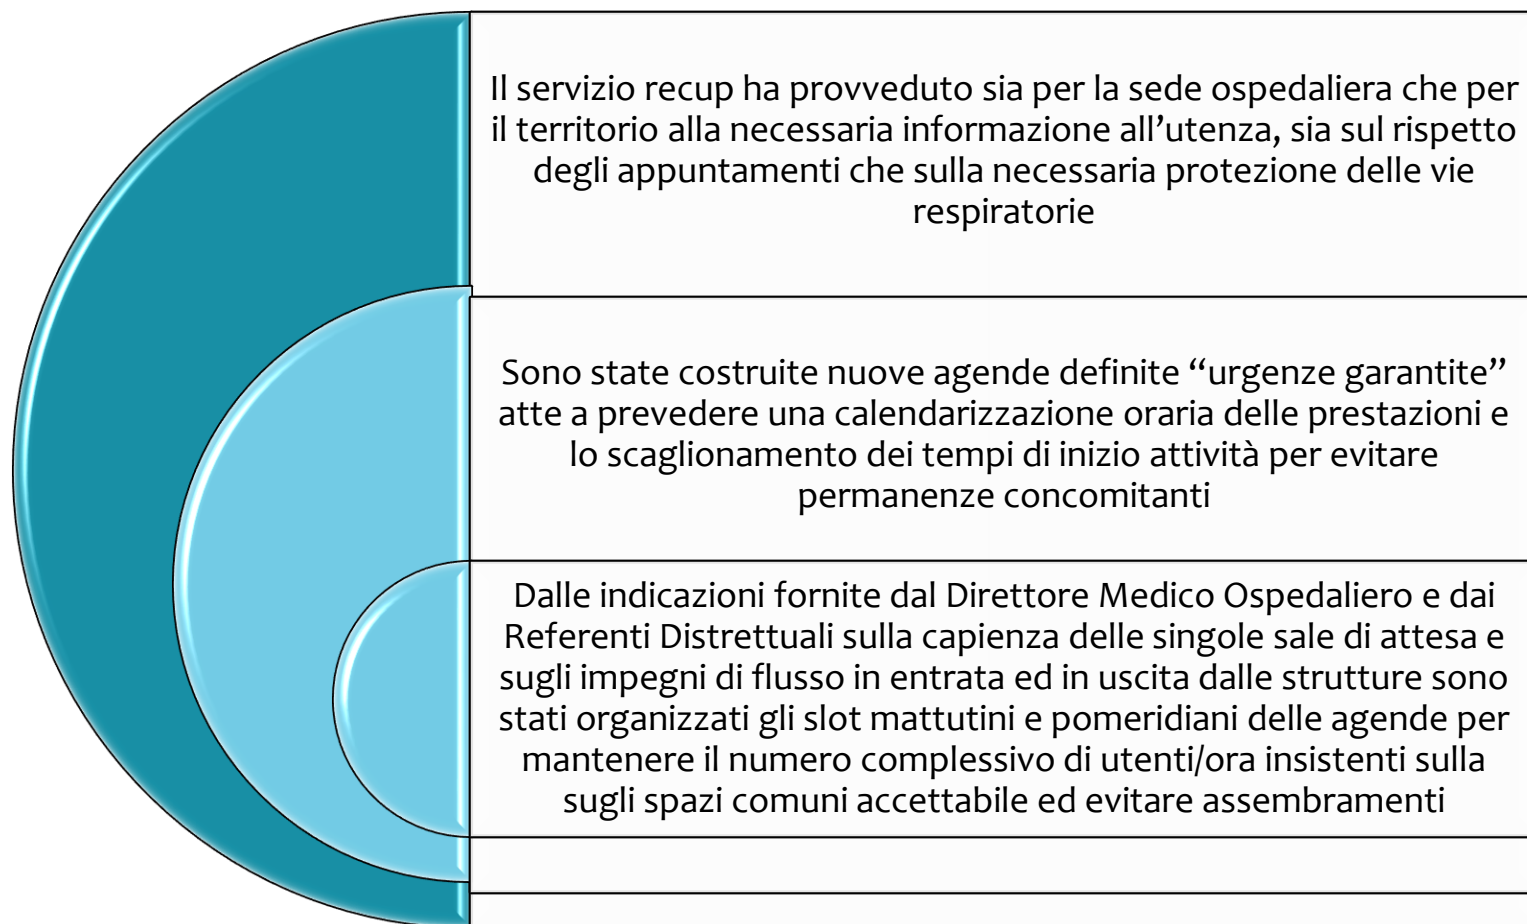 Il servizio recup ha provveduto sia per la sede ospedaliera che per
il territorio alla necessaria informazione all’utenza, sia sul rispetto
degli appuntamenti che sulla necessaria protezione delle vie
respiratorie
Sono state costruite nuove agende definite “urgenze garantite”
atte a prevedere una calendarizzazione oraria delle prestazioni e
lo scaglionamento dei tempi di inizio attività per evitare
permanenze concomitanti
Dalle indicazioni fornite dal Direttore Medico Ospedaliero e dai
Referenti Distrettuali sulla capienza delle singole sale di attesa e
sugli impegni di flusso in entrata ed in uscita dalle strutture sono
stati organizzati gli slot mattutini e pomeridiani delle agende per
mantenere il numero complessivo di utenti/ora insistenti sulla
sugli spazi comuni accettabile ed evitare assembramenti